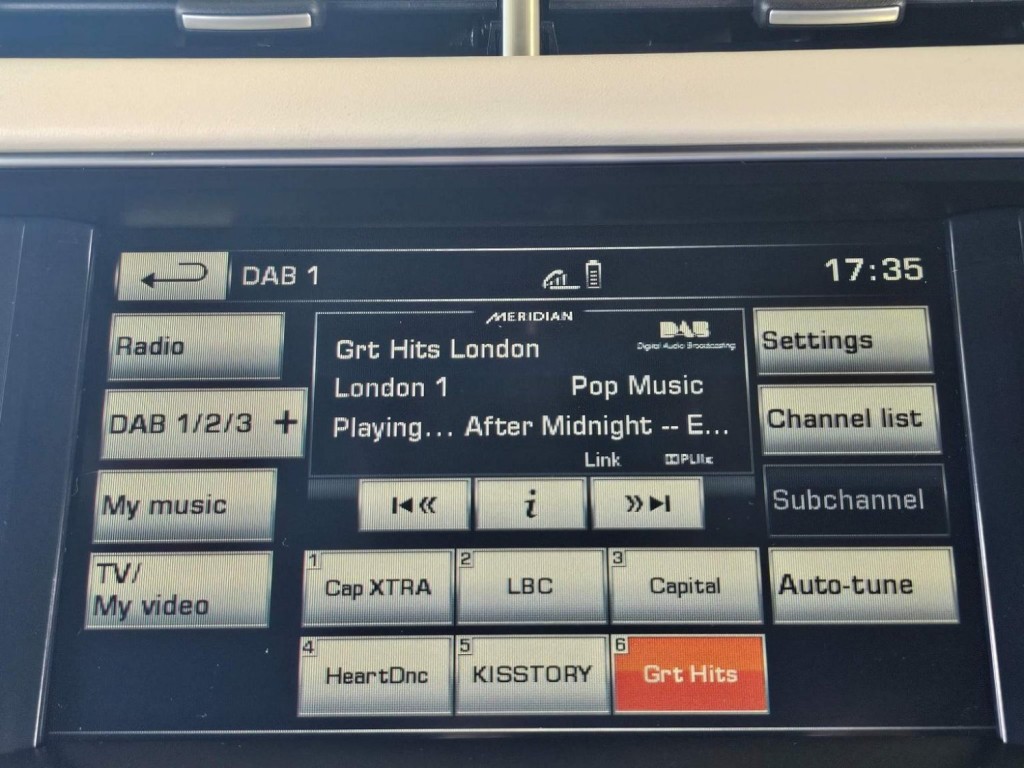 DAB 1
17:35
MERIDIAN
Radio
Grt Hits London
DAB
Digital Audio Broadcasting
Settings
London 1 Pop Music
DAB 1/2/3 +
Playing... After Midnight -- E...
Channel list
Link PLIIx
My music
i
Subchannel
TV/
My video
1 Cap XTRA
2 LBC
3 Capital
Auto-tune
4 HeartDnc
5 KISSTORY
6 Grt Hits